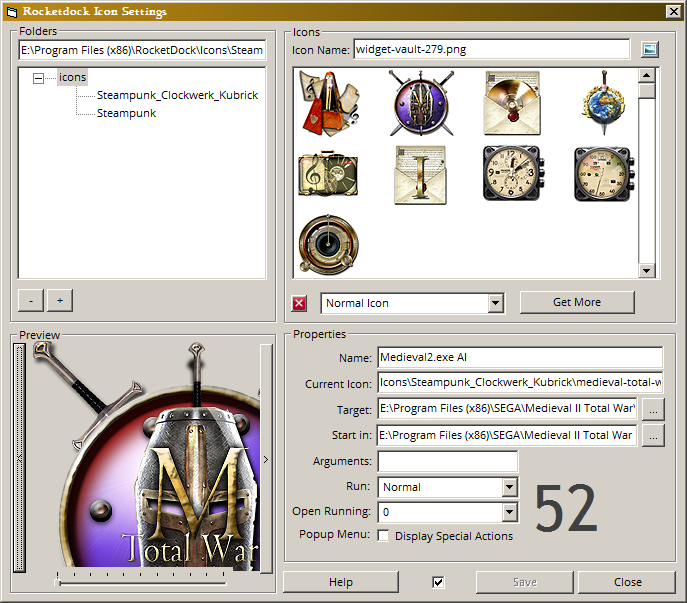 Rocketdock Icon Settings
Folders
E:\Program Files (x86)\RocketDock\Icons\Steam
icons
Steampunk_Clockwerk_Kubrick
Steampunk
-
+
Icons
Icon Name:
widget-vault-279.png
Normal Icon
Get More
Preview
M
Total War
Properties
Name:
Medieval2.exe AI
Current Icon:
Icons\Steampunk_Clockwerk_Kubrick\medieval-total-w
Target:
E:\Program Files (x86)\SEGA\Medieval II Total War\
...
Start in:
E:\Program Files (x86)\SEGA\Medieval II Total War
...
Arguments:
Run:
Normal
Open Running:
0
Popup Menu:
Display Special Actions
52
Help
Save
Close